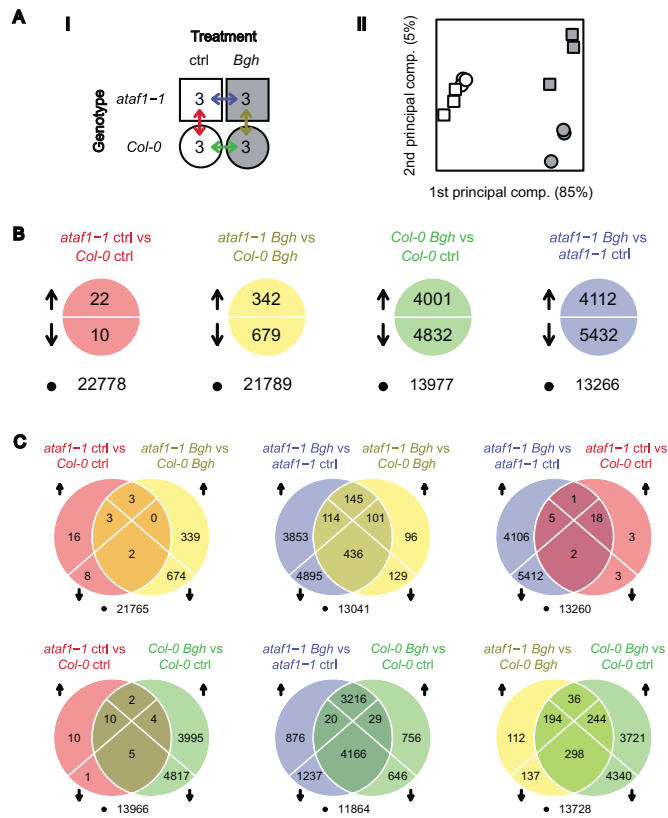 A
I
Treatment
ctrl Bgh
Genotype
ataf1−1 3 3
Col-0 3 3
II
2nd principal comp. (5%)
1st principal comp. (85%)
B
ataf1−1 ctrl vs
Col-0 ctrl
22
10
22778
ataf1−1 Bgh vs
Col-0 Bgh
342
679
21789
Col-0 Bgh vs
Col-0 ctrl
4001
4832
13977
ataf1−1 Bgh vs
ataf1−1 ctrl
4112
5432
13266
C
ataf1−1 ctrl vs
Col-0 ctrl
ataf1−1 Bgh vs
Col-0 Bgh
3
3 0
16 339
2
8 674
21765
ataf1−1 Bgh vs
ataf1−1 ctrl
ataf1−1 Bgh vs
Col-0 Bgh
145
114 101
3853 96
436
4895 129
13041
ataf1−1 Bgh vs
ataf1−1 ctrl
ataf1−1 ctrl vs
Col-0 ctrl
1
5 18
4106 3
2
5412 3
13260
ataf1−1 ctrl vs
Col-0 ctrl
Col-0 Bgh vs
Col-0 ctrl
2
10 4
10 3995
5
1 4817
13966
ataf1−1 Bgh vs
ataf1−1 ctrl
Col-0 Bgh vs
Col-0 ctrl
3216
20 29
876 756
4166
1237 646
11864
ataf1−1 Bgh vs
Col-0 Bgh
Col-0 Bgh vs
Col-0 ctrl
36
194 244
112 3721
298
137 4340
13728